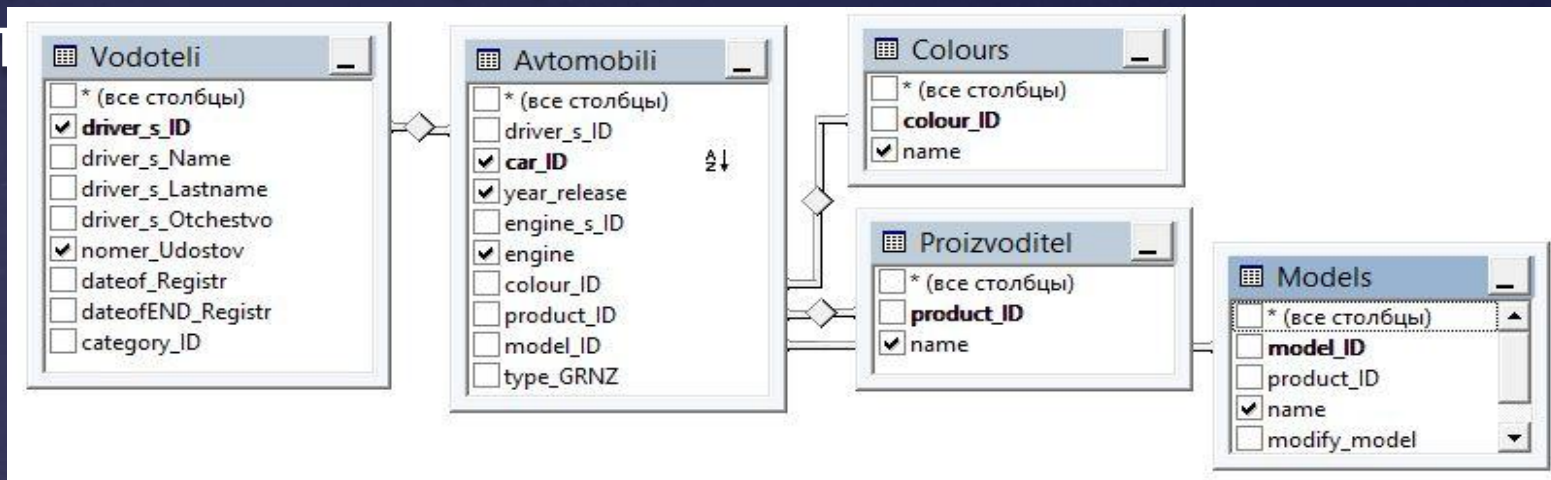 Vodoteli
* (все столбцы)
driver_s_ID
driver_s_Name
driver_s_Lastname
driver_s_Otchestvo
nomer_Udostov
dateof_Registr
dateofEND_Registr
category_ID
Avtomobili
* (все столбцы)
driver_s_ID
car_ID
year_release
engine_s_ID
engine
colour_ID
product_ID
model_ID
type_GRNZ
Colours
* (все столбцы)
colour_ID
name
Proizvoditel
* (все столбцы)
product_ID
name
Models
* (все столбцы)
model_ID
product_ID
name
modify_model